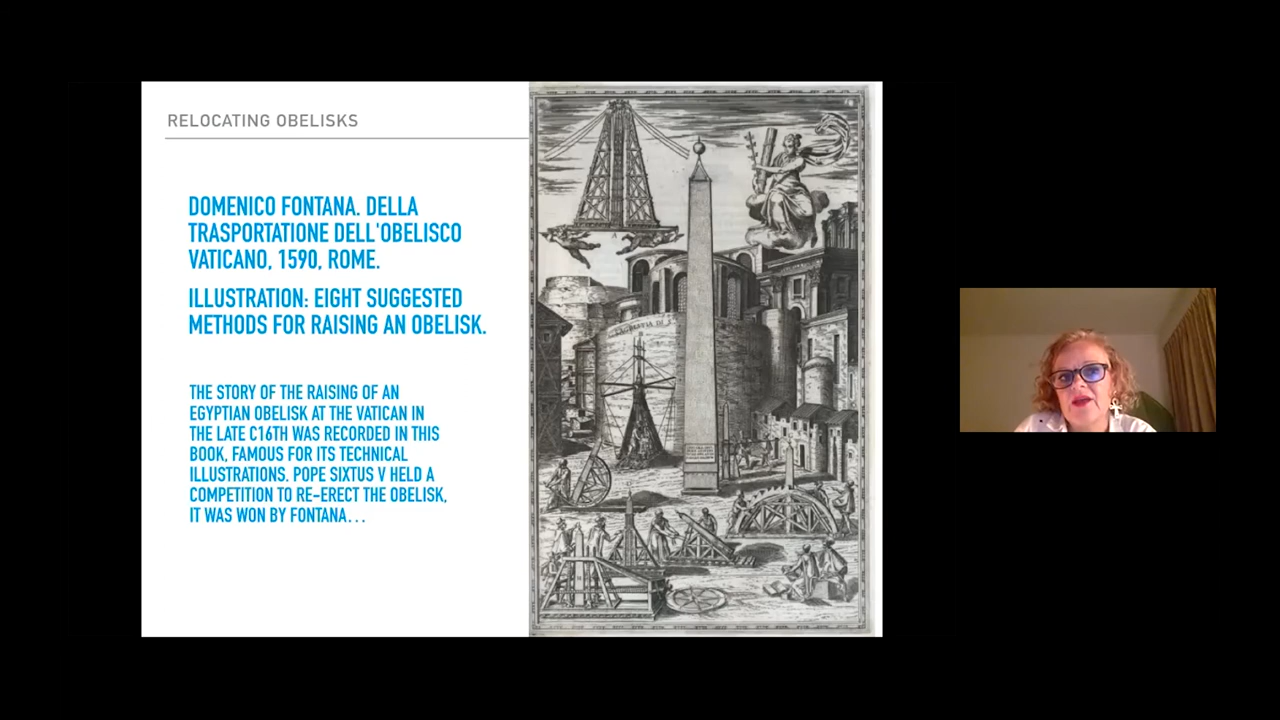 RELOCATING OBELISKS
DOMENICO FONTANA. DELLA
TRASPORTATIONE DELL'OBELISCO
VATICANO, 1590, ROME.
ILLUSTRATION: EIGHT SUGGESTED
METHODS FOR RAISING AN OBELISK.
THE STORY OF THE RAISING OF AN
EGYPTIAN OBELISK AT THE VATICAN IN
THE LATE C16TH WAS RECORDED IN THIS
BOOK, FAMOUS FOR ITS TECHNICAL
ILLUSTRATIONS. POPE SIXTUS V HELD A
COMPETITION TO RE-ERECT THE OBELISK,
IT WAS WON BY FONTANA...